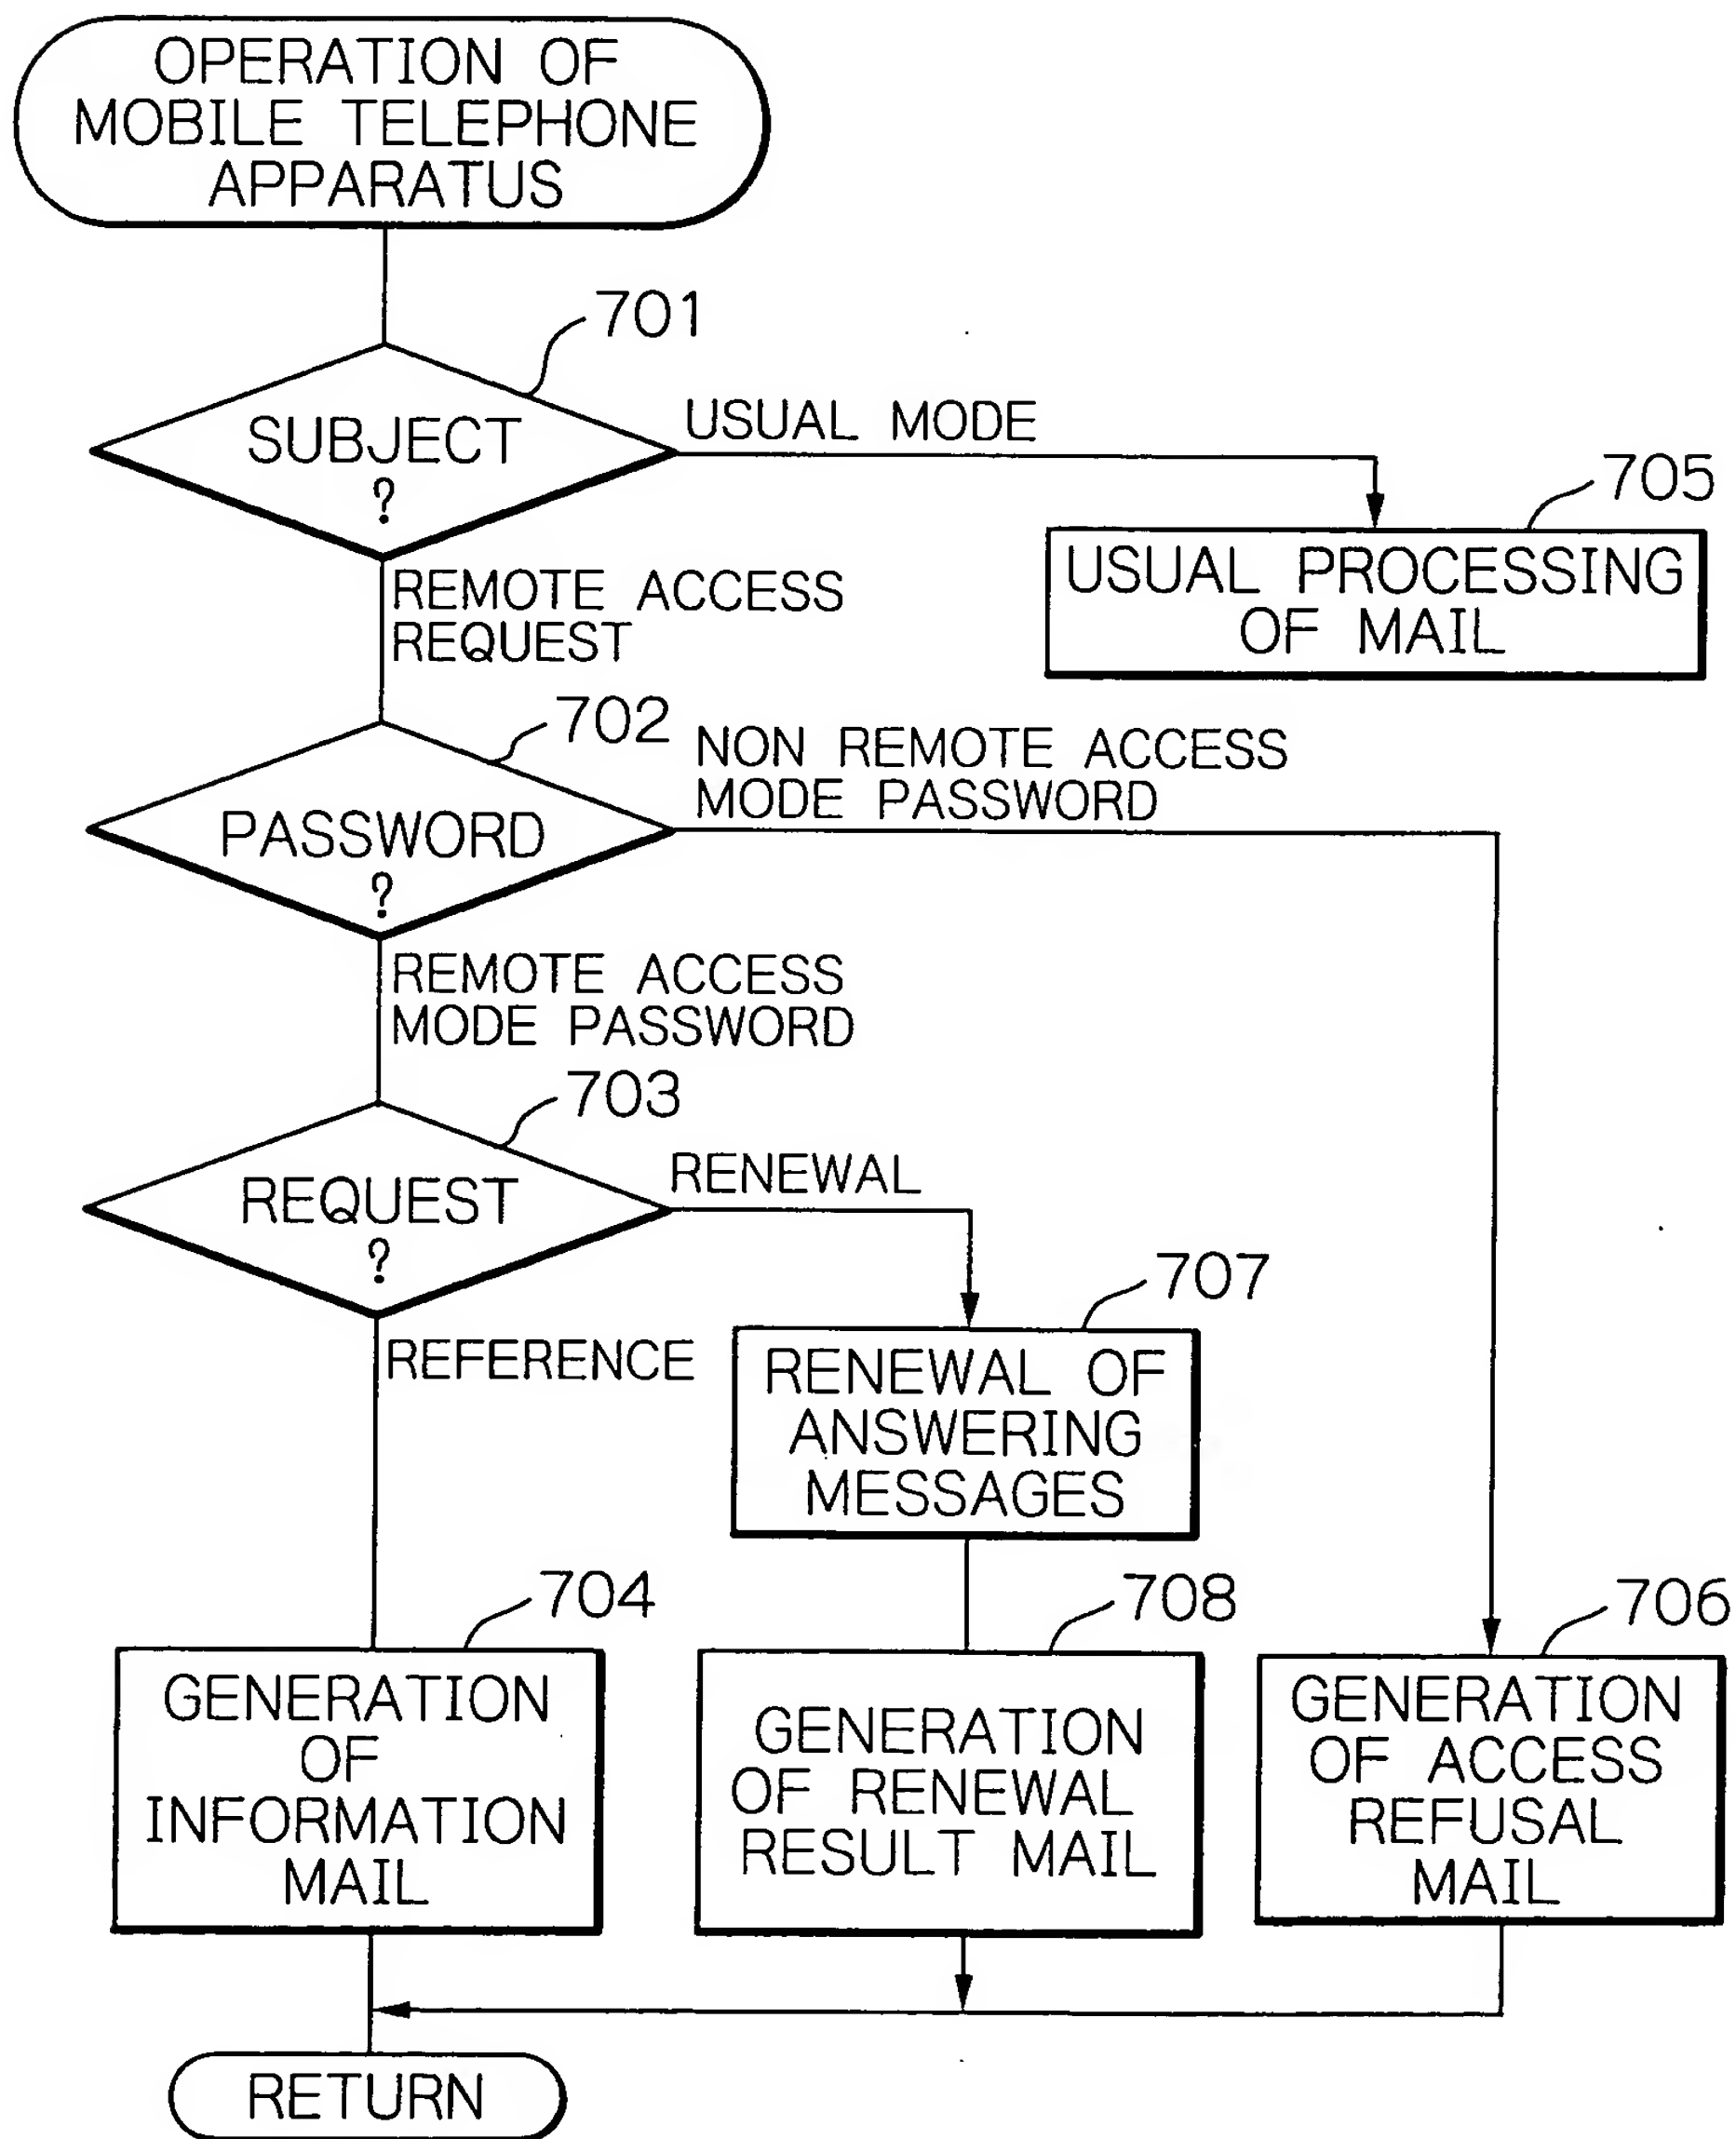 OPERATION OF
MOBILE TELEPHONE
APPARATUS
701
SUBJECT
?
USUAL MODE
705
USUAL PROCESSING
OF MAIL
REMOTE ACCESS
REQUEST
702
PASSWORD
?
NON REMOTE ACCESS
MODE PASSWORD
REMOTE ACCESS
MODE PASSWORD
703
REQUEST
?
RENEWAL
707
RENEWAL OF
ANSWERING
MESSAGES
REFERENCE
704
GENERATION
OF
INFORMATION
MAIL
708
GENERATION
OF RENEWAL
RESULT MAIL
706
GENERATION
OF ACCESS
REFUSAL
MAIL
RETURN